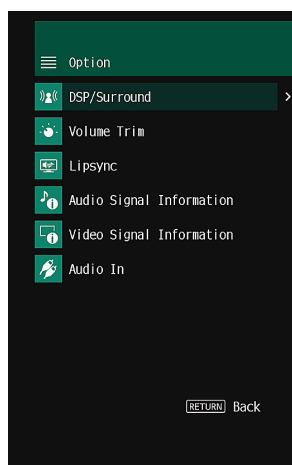 Option
DSP/Surround
Volume Trim
Lipsync
Audio Signal Information
Video Signal Information
Audio In
RETURN Back